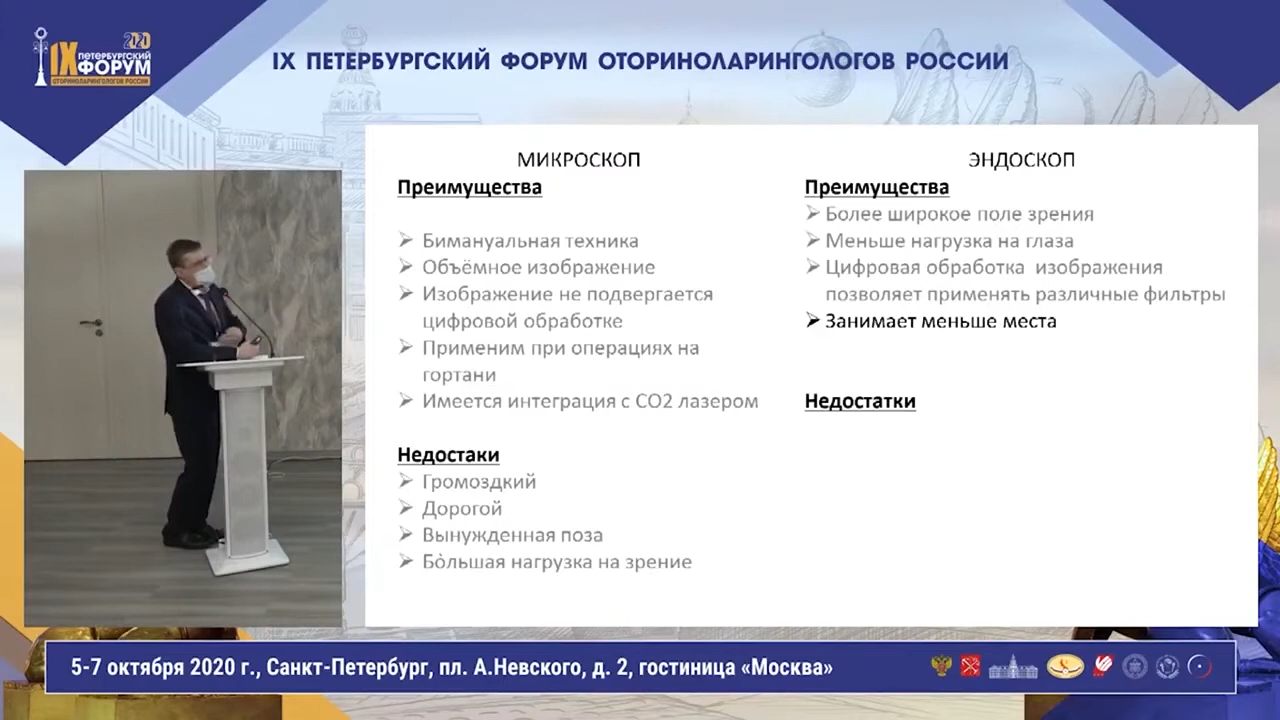 2020
IX ПЕТЕРБУРГСКИЙ
ФОРУМ
ОТОРИНОЛАРИНГОЛОГОВ РОССИИ
IX ПЕТЕРБУРГСКИЙ ФОРУМ ОТОРИНОЛАРИНГОЛОГОВ РОССИИ
МИКРОСКОП
Преимущества
Бимануальная техника
Объёмное изображение
Изображение не подвергается
цифровой обработке
Применим при операциях на
гортани
Имеется интеграция с СО2 лазером
Недостаки
Громоздкий
Дорогой
Вынужденная поза
Бо̀льшая нагрузка на зрение
ЭНДОСКОП
Преимущества
Более широкое поле зрения
Меньше нагрузка на глаза
Цифровая обработка изображения
позволяет применять различные фильтры
Занимает меньше места
Недостатки
5-7 октября 2020 г., Санкт-Петербург, пл. А.Невского, д. 2, гостиница «Москва»